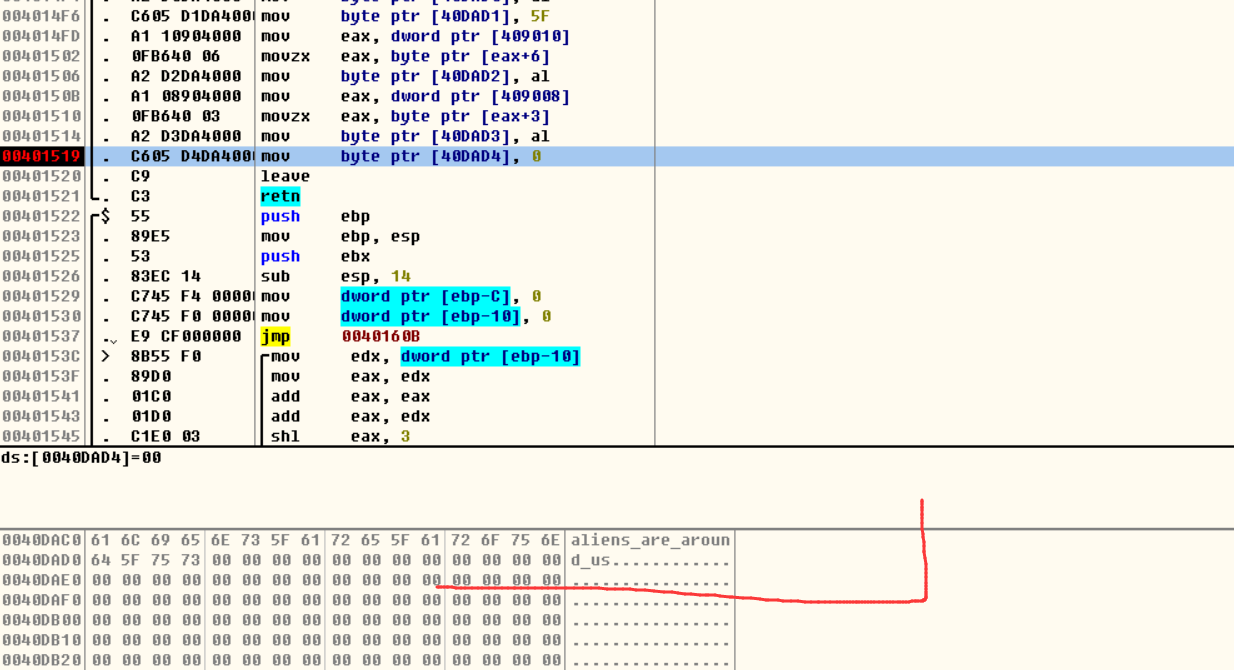 004014F6 . C605 D1DA400 mov byte ptr [40DAD1], 5F
004014FD . A1 10904000 mov eax, dword ptr [409010]
00401502 . 0FB640 06 movzx eax, byte ptr [eax+6]
00401506 . A2 D2DA4000 mov byte ptr [40DAD2], al
0040150B . A1 08904000 mov eax, dword ptr [409008]
00401510 . 0FB640 03 movzx eax, byte ptr [eax+3]
00401514 . A2 D3DA4000 mov byte ptr [40DAD3], al
00401519 . C605 D4DA400 mov byte ptr [40DAD4], 0
00401520 . C9 leave
00401521 . C3 retn
00401522 $ 55 push ebp
00401523 . 89E5 mov ebp, esp
00401525 . 53 push ebx
00401526 . 83EC 14 sub esp, 14
00401529 . C745 F4 0000 mov dword ptr [ebp-C], 0
00401530 . C745 F0 0000 mov dword ptr [ebp-10], 0
00401537 . E9 CF000000 jmp 0040160B
0040153C > 8B55 F0 mov edx, dword ptr [ebp-10]
0040153F . 89D0 mov eax, edx
00401541 . 01C0 add eax, eax
00401543 . 01D0 add eax, edx
00401545 . C1E0 03 shl eax, 3
ds:[0040DAD4]=00
0040DAC0 61 6C 69 65 6E 73 5F 61 72 65 5F 61 72 6F 75 6E aliens_are_aroun
0040DAD0 64 5F 75 73 00 00 00 00 00 00 00 00 00 00 00 00 d_us............
0040DAE0 00 00 00 00 00 00 00 00 00 00 00 00 00 00 00 00 ................
0040DAF0 00 00 00 00 00 00 00 00 00 00 00 00 00 00 00 00 ................
0040DB00 00 00 00 00 00 00 00 00 00 00 00 00 00 00 00 00 ................
0040DB10 00 00 00 00 00 00 00 00 00 00 00 00 00 00 00 00 ................
0040DB20 00 00 00 00 00 00 00 00 00 00 00 00 00 00 00 00 ................